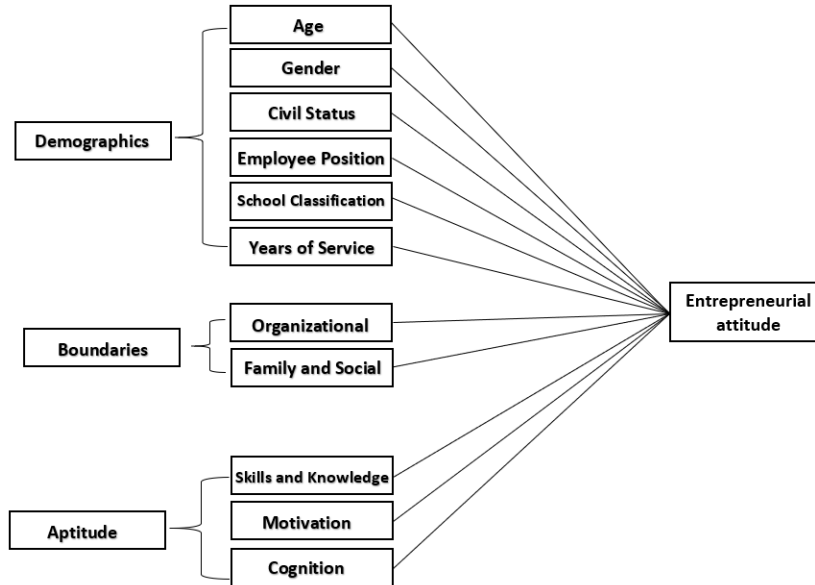 Demographics
Age
Gender
Civil Status
Employee Position
School Classification
Years of Service
Boundaries
Organizational
Family and Social
Aptitude
Skills and Knowledge
Motivation
Cognition
Entrepreneurial
attitude